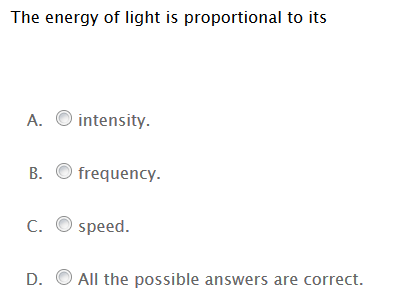 The energy of light is proportional to its
A. intensity.
B. frequency.
C. speed.
D. All the possible answers are correct.